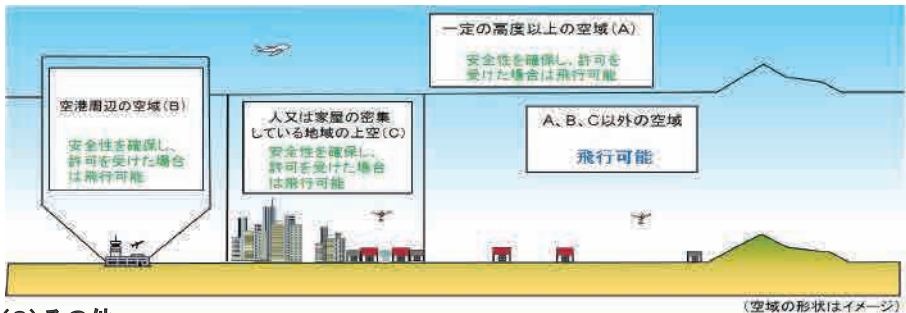 一定の高度以上の空域(A)
安全性を確保し、許可を
受けた場合は飛行可能
空港周辺の空域(B)
安全性を確保し、
許可を受けた場合
は飛行可能
人又は家屋の密集
している地域の上空(C)
安全性を確保し、
許可を受けた場合
は飛行可能
A、B、C以外の空域
飛行可能
(空域の形状はイメージ)